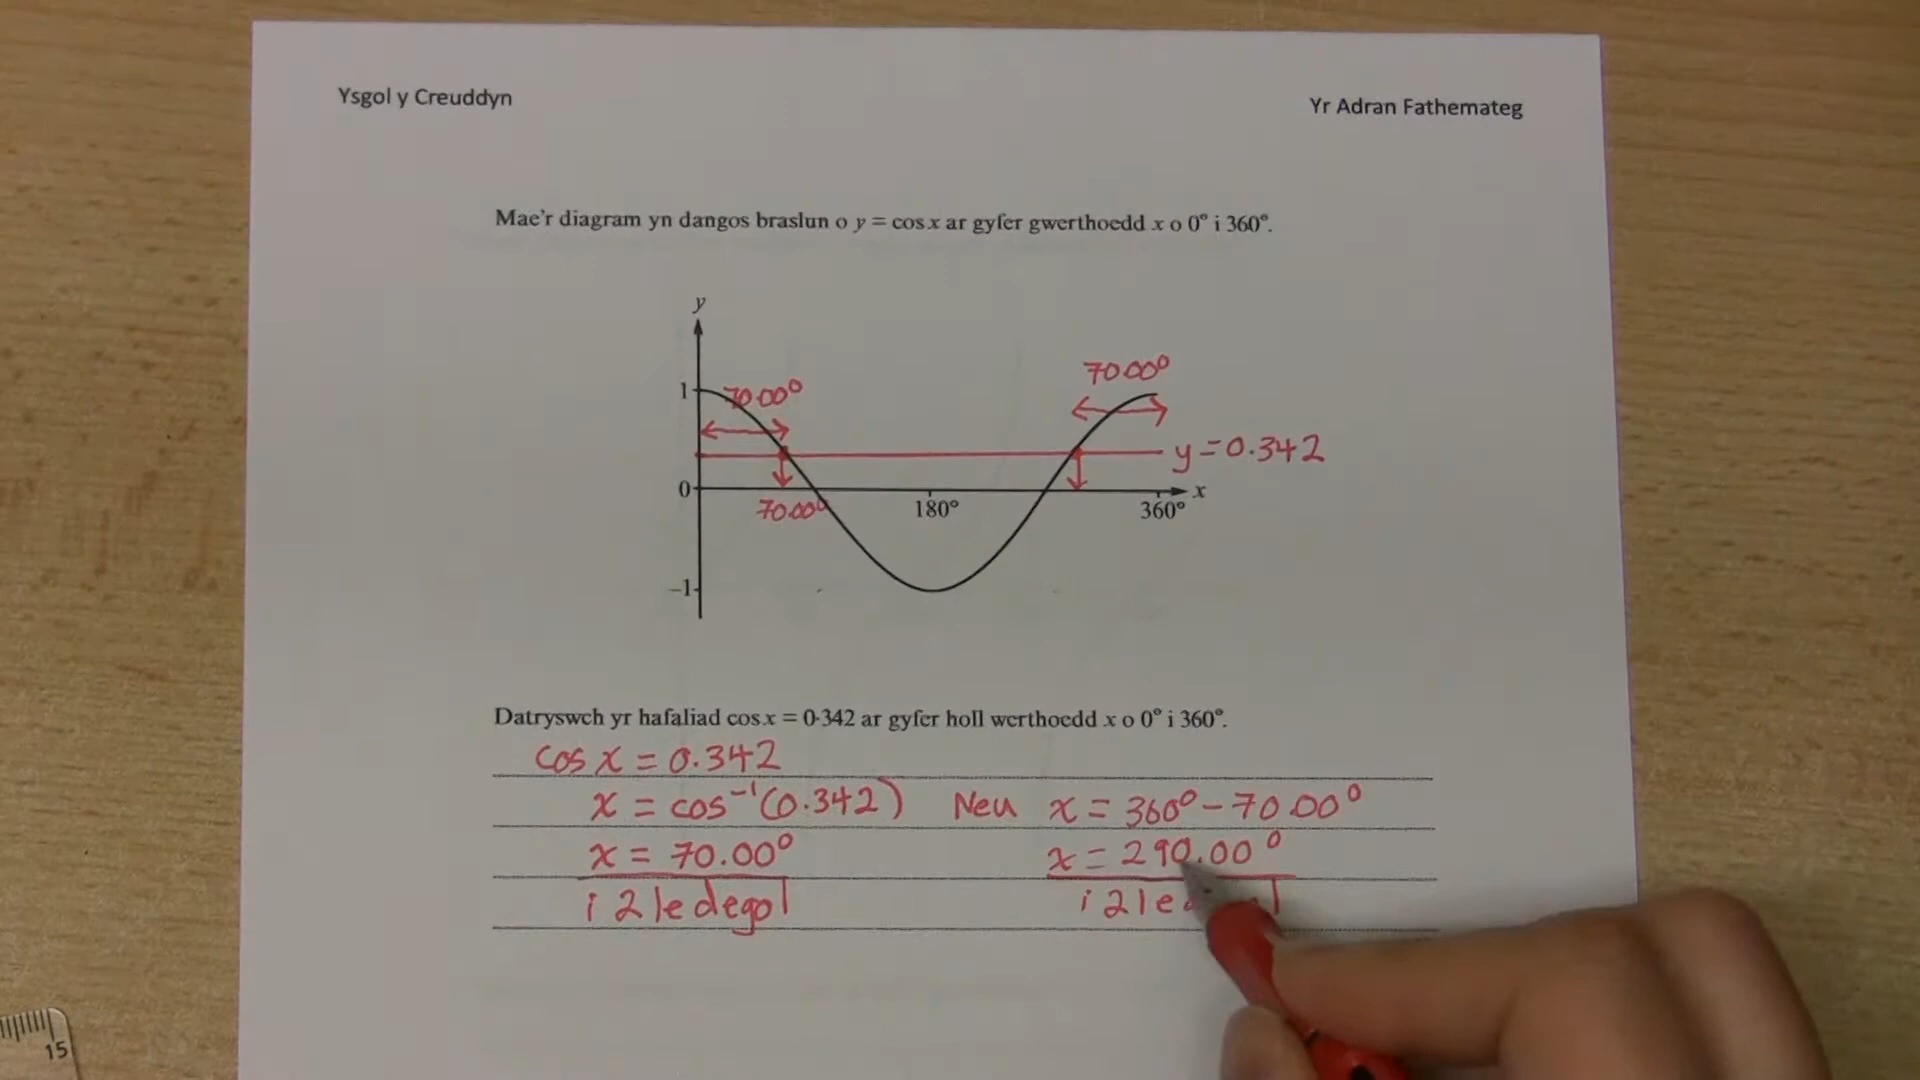 Ysgol y Creuddyn
Yr Adran Fathemateg
Mae'r diagram yn dangos braslun o y = cos x ar gyfer gwerthoedd x o 0° i 360°.
y
70.00°
1
70.00°
y = 0.342
0
x
70.00°
180°
360°
–1
Datryswch yr hafaliad cos x = 0·342 ar gyfer holl werthoedd x o 0° i 360°.
cos x = 0.342
x = cos⁻¹(0.342) Neu x = 360° – 70.00°
x = 70.00° x = 290.00°
i 2 le degol i 2 le
15